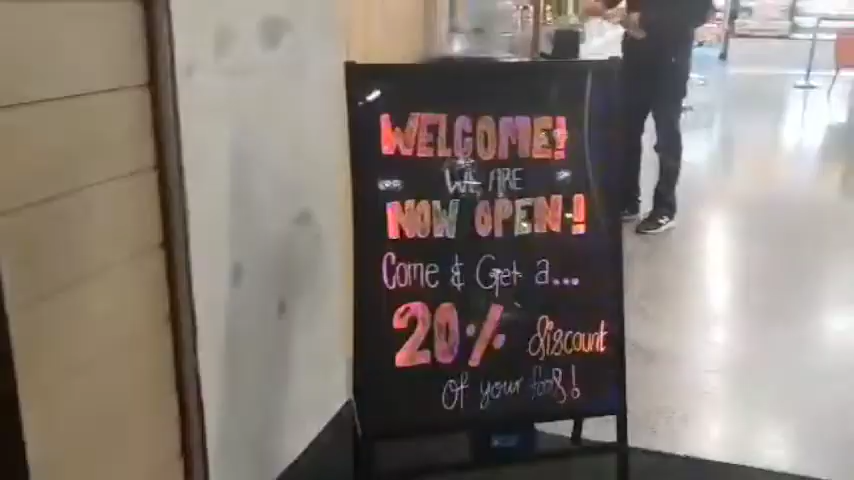 WELCOME!
WE ARE
NOW OPEN!
Come & Get a...
20% discount
of your food!